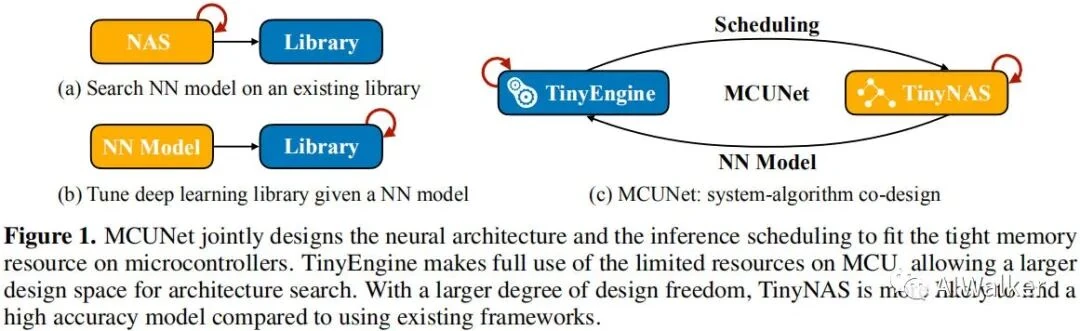 NAS
Library
(a) Search NN model on an existing library
NN Model
Library
(b) Tune deep learning library given a NN model
Scheduling
TinyEngine
MCUNet
TinyNAS
NN Model
(c) MCUNet: system-algorithm co-design
Figure 1. MCUNet jointly designs the neural architecture and the inference scheduling to fit the tight memory
resource on microcontrollers. TinyEngine makes full use of the limited resources on MCU, allowing a larger
design space for architecture search. With a larger degree of design freedom, TinyNAS is to find a
high accuracy model compared to using existing frameworks.
AIWalker